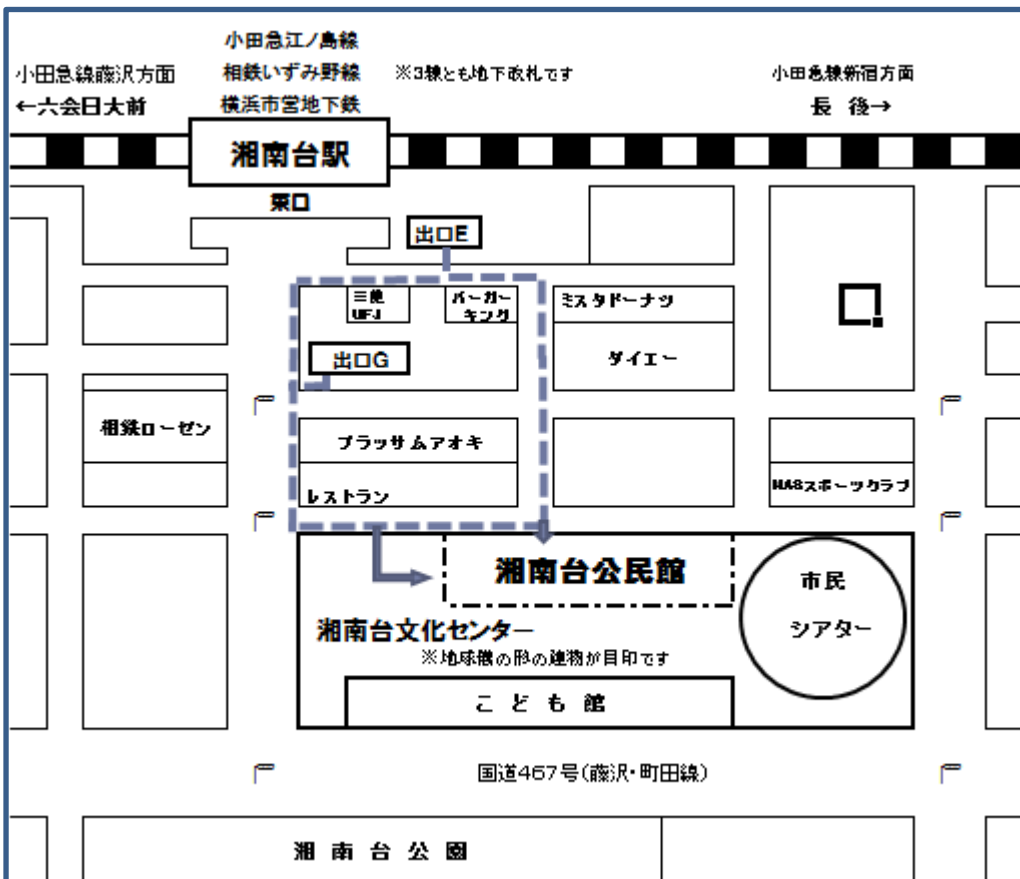 小田急江ノ島線
小田急線藤沢方面
相鉄いずみ野線
※3線とも地下改札です
小田急線新宿方面
←六会日大前
横浜市営地下鉄
長 後→
湘南台駅
東口
出口E
三菱
UFJ
バーガー
キング
ミスタドーナツ
出口G
ダイエー
相鉄ローゼン
ブラッサムアオキ
レストラン
NASスポーツクラブ
湘南台公民館
市民
シアター
湘南台文化センター
※地球儀の形の建物が目印です
こ ど も 館
国道467号(藤沢・町田線)
湘 南 台 公 園